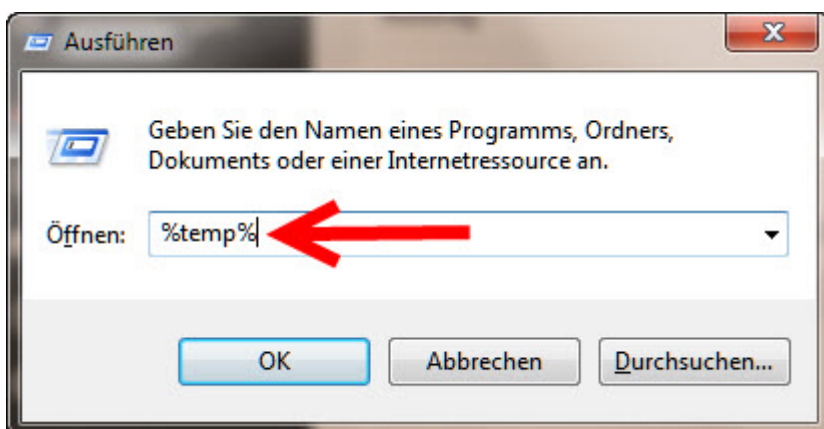 Ausführen
Geben Sie den Namen eines Programms, Ordners,
Dokuments oder einer Internetressource an.
Öffnen: %temp%
OK Abbrechen Durchsuchen...